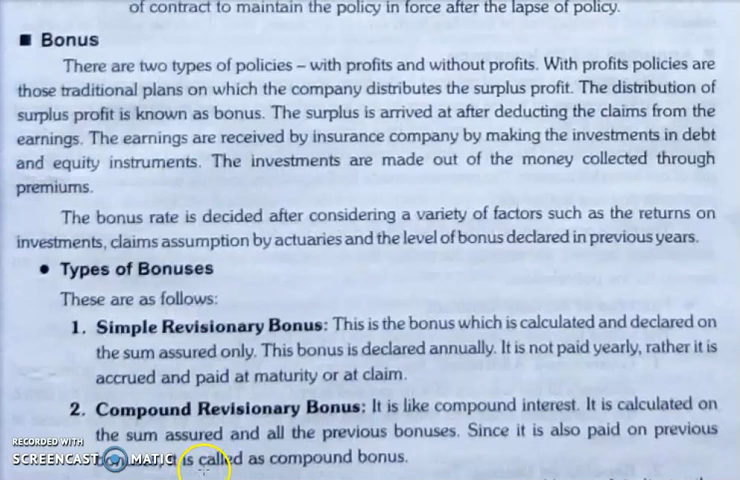 of contract to maintain the policy in force after the lapse of policy.
■ Bonus
There are two types of policies – with profits and without profits. With profits policies are
those traditional plans on which the company distributes the surplus profit. The distribution of
surplus profit is known as bonus. The surplus is arrived at after deducting the claims from the
earnings. The earnings are received by insurance company by making the investments in debt
and equity instruments. The investments are made out of the money collected through
premiums.
The bonus rate is decided after considering a variety of factors such as the returns on
investments, claims assumption by actuaries and the level of bonus declared in previous years.
● Types of Bonuses
These are as follows:
1. Simple Revisionary Bonus: This is the bonus which is calculated and declared on
the sum assured only. This bonus is declared annually. It is not paid yearly, rather it is
accrued and paid at maturity or at claim.
2. Compound Revisionary Bonus: It is like compound interest. It is calculated on
the sum assured and all the previous bonuses. Since it is also paid on previous
it is called as compound bonus.
RECORDED WITH
SCREENCAST MATIC